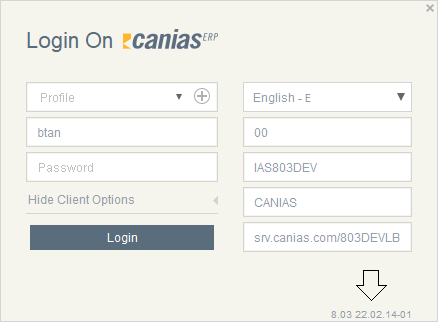 Login On canias ERP
Profile
English - E
btan
00
Password
IAS803DEV
Hide Client Options
CANIAS
Login
srv.canias.com/803DEVLB
8.03 22.02.14-01